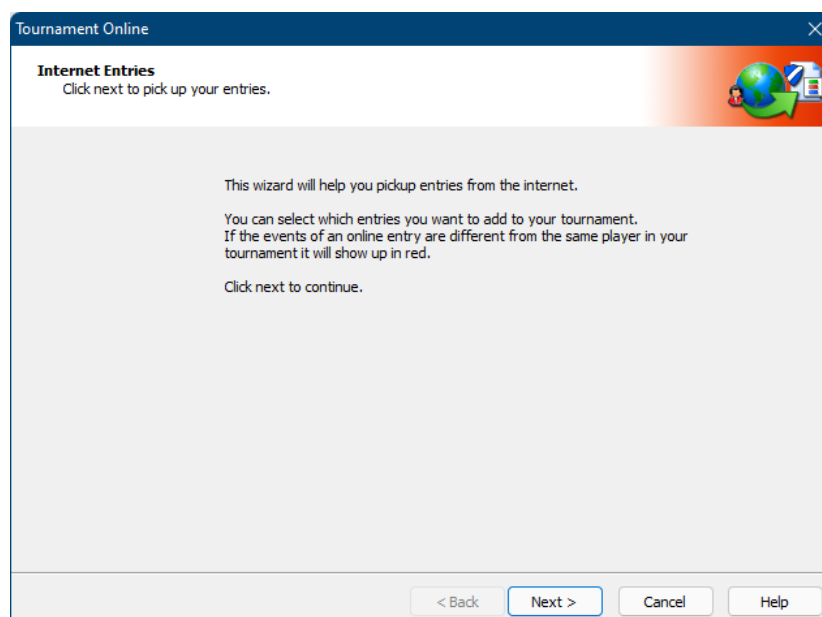 Tournament Online
Internet Entries
Click next to pick up your entries.
This wizard will help you pickup entries from the internet.
You can select which entries you want to add to your tournament.
If the events of an online entry are different from the same player in your
tournament it will show up in red.
Click next to continue.
< Back
Next >
Cancel
Help